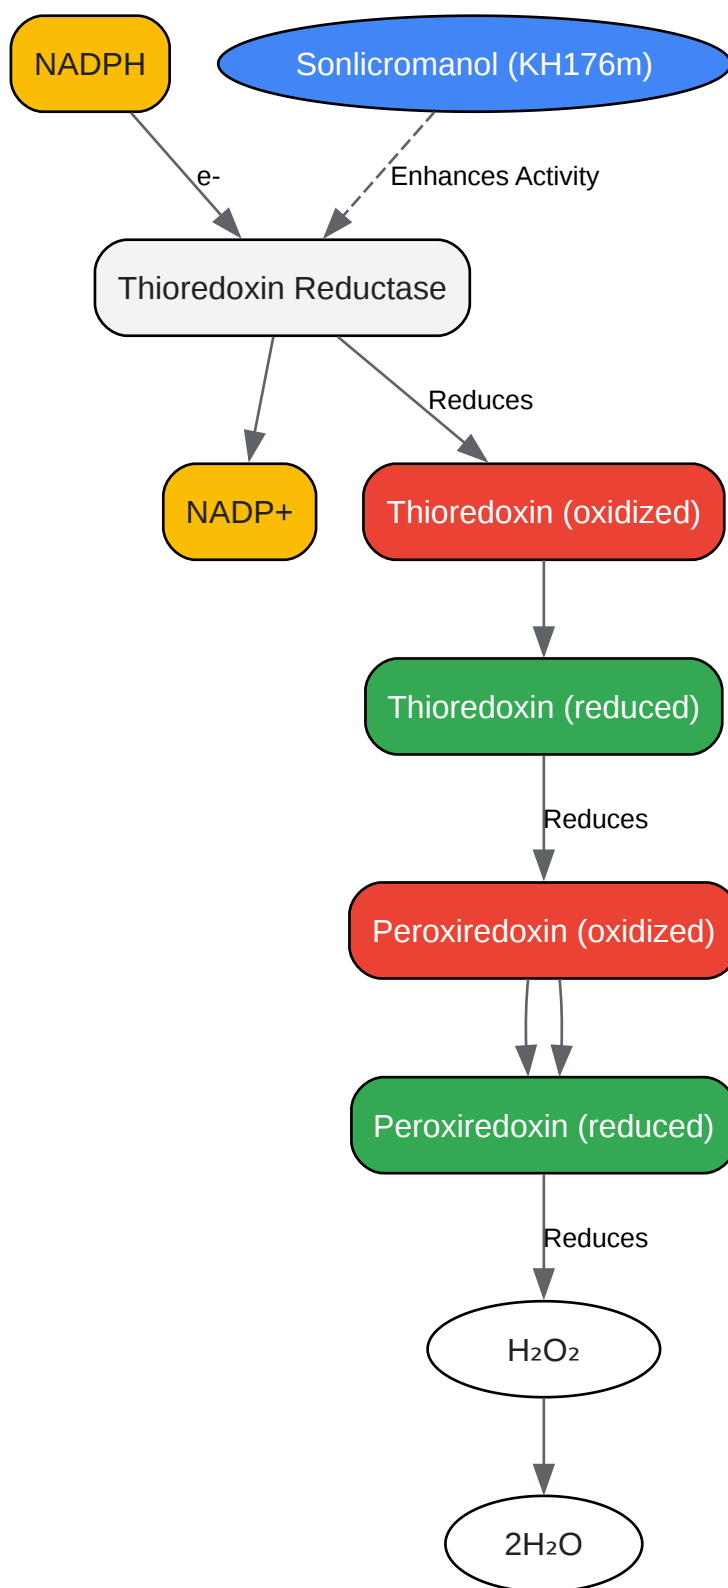 NADPH
Sonlicromanol (KH176m)
e-
Enhances Activity
Thioredoxin Reductase
Reduces
NADP+
Thioredoxin (oxidized)
Thioredoxin (reduced)
Reduces
Peroxiredoxin (oxidized)
Peroxiredoxin (reduced)
Reduces
H₂O₂
2H₂O